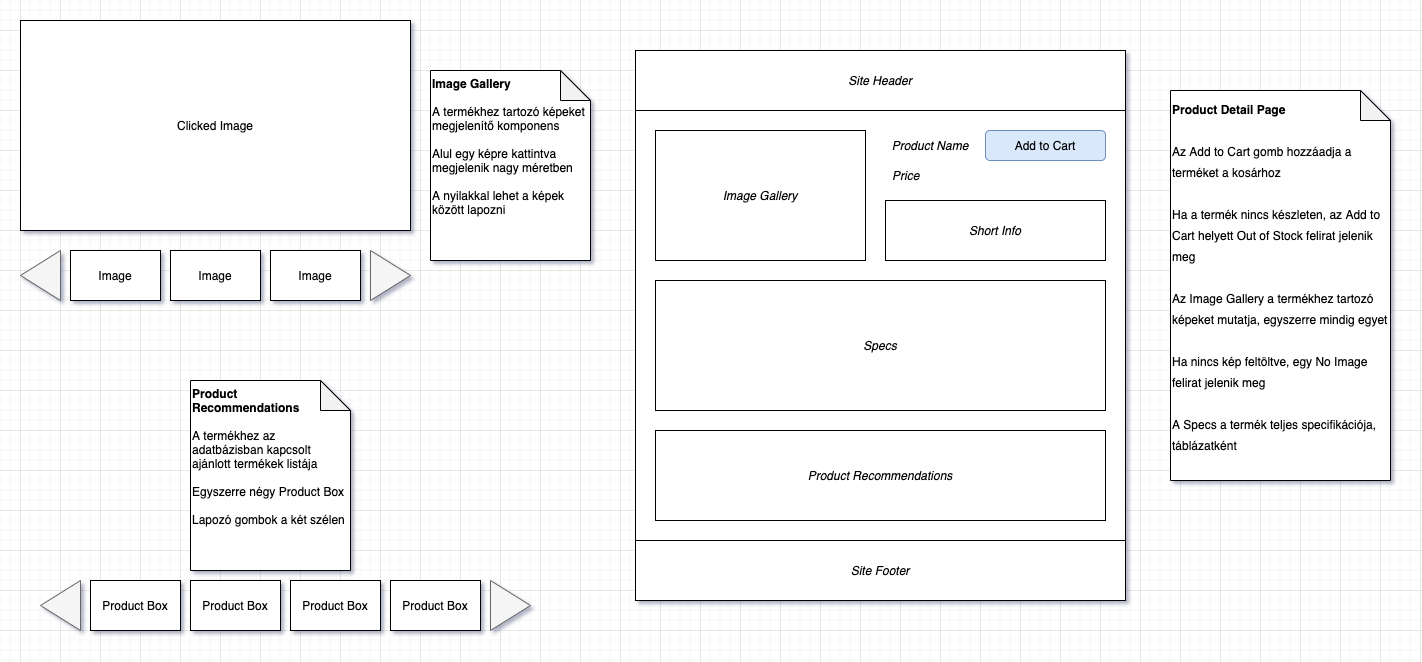 Clicked Image
Image
Image
Image
Image Gallery
A termékhez tartozó képeket
megjelenítő komponens
Alul egy képre kattintva
megjelenik nagy méretben
A nyilakkal lehet a képek
között lapozni
Product
Recommendations
A termékhez az
adatbázisban kapcsolt
ajánlott termékek listája
Egyszerre négy Product Box
Lapozó gombok a két szélen
Product Box
Product Box
Product Box
Product Box
Site Header
Image Gallery
Product Name
Add to Cart
Price
Short Info
Specs
Product Recommendations
Site Footer
Product Detail Page
Az Add to Cart gomb hozzáadja a
terméket a kosárhoz
Ha a termék nincs készleten, az Add to
Cart helyett Out of Stock felirat jelenik
meg
Az Image Gallery a termékhez tartozó
képeket mutatja, egyszerre mindig egyet
Ha nincs kép feltöltve, egy No Image
felirat jelenik meg
A Specs a termék teljes specifikációja,
táblázatként